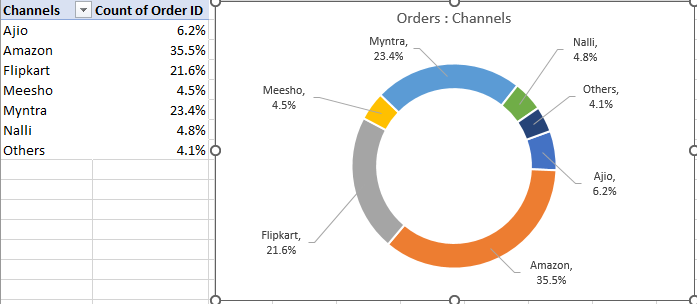 Channels Count of Order ID
Ajio 6.2%
Amazon 35.5%
Flipkart 21.6%
Meesho 4.5%
Myntra 23.4%
Nalli 4.8%
Others 4.1%
Orders : Channels
Myntra,
23.4%
Nalli,
4.8%
Meesho,
4.5%
Others,
4.1%
Ajio,
6.2%
Flipkart,
21.6%
Amazon,
35.5%